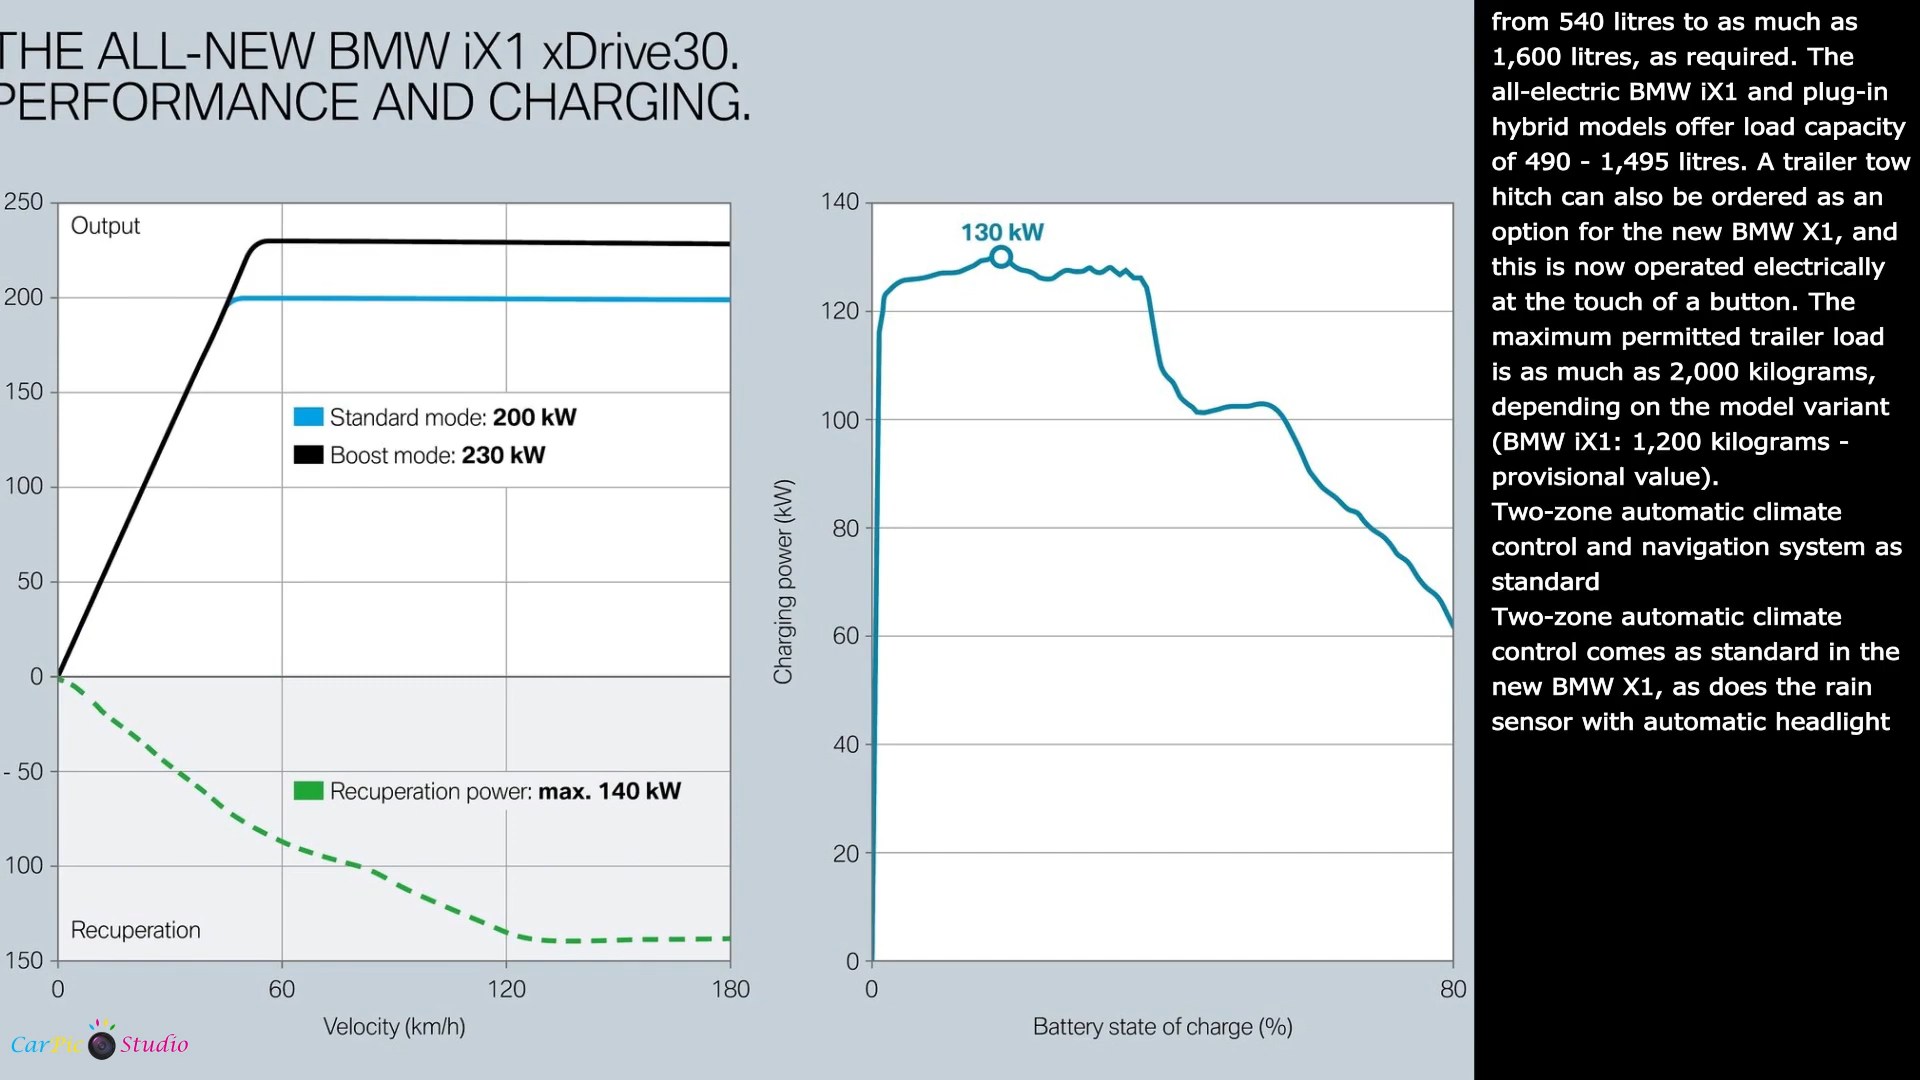 THE ALL-NEW BMW iX1 xDrive30.
PERFORMANCE AND CHARGING.
250
200
150
100
50
0
- 50
100
150
Output
Standard mode: 200 kW
Boost mode: 230 kW
Recuperation power: max. 140 kW
Recuperation
0
60
120
180
Velocity (km/h)
140
120
100
80
60
40
20
0
130 kW
Charging power (kW)
0
80
Battery state of charge (%)
CarPic Studio
from 540 litres to as much as
1,600 litres, as required. The
all-electric BMW iX1 and plug-in
hybrid models offer load capacity
of 490 - 1,495 litres. A trailer tow
hitch can also be ordered as an
option for the new BMW X1, and
this is now operated electrically
at the touch of a button. The
maximum permitted trailer load
is as much as 2,000 kilograms,
depending on the model variant
(BMW iX1: 1,200 kilograms -
provisional value).
Two-zone automatic climate
control and navigation system as
standard
Two-zone automatic climate
control comes as standard in the
new BMW X1, as does the rain
sensor with automatic headlight